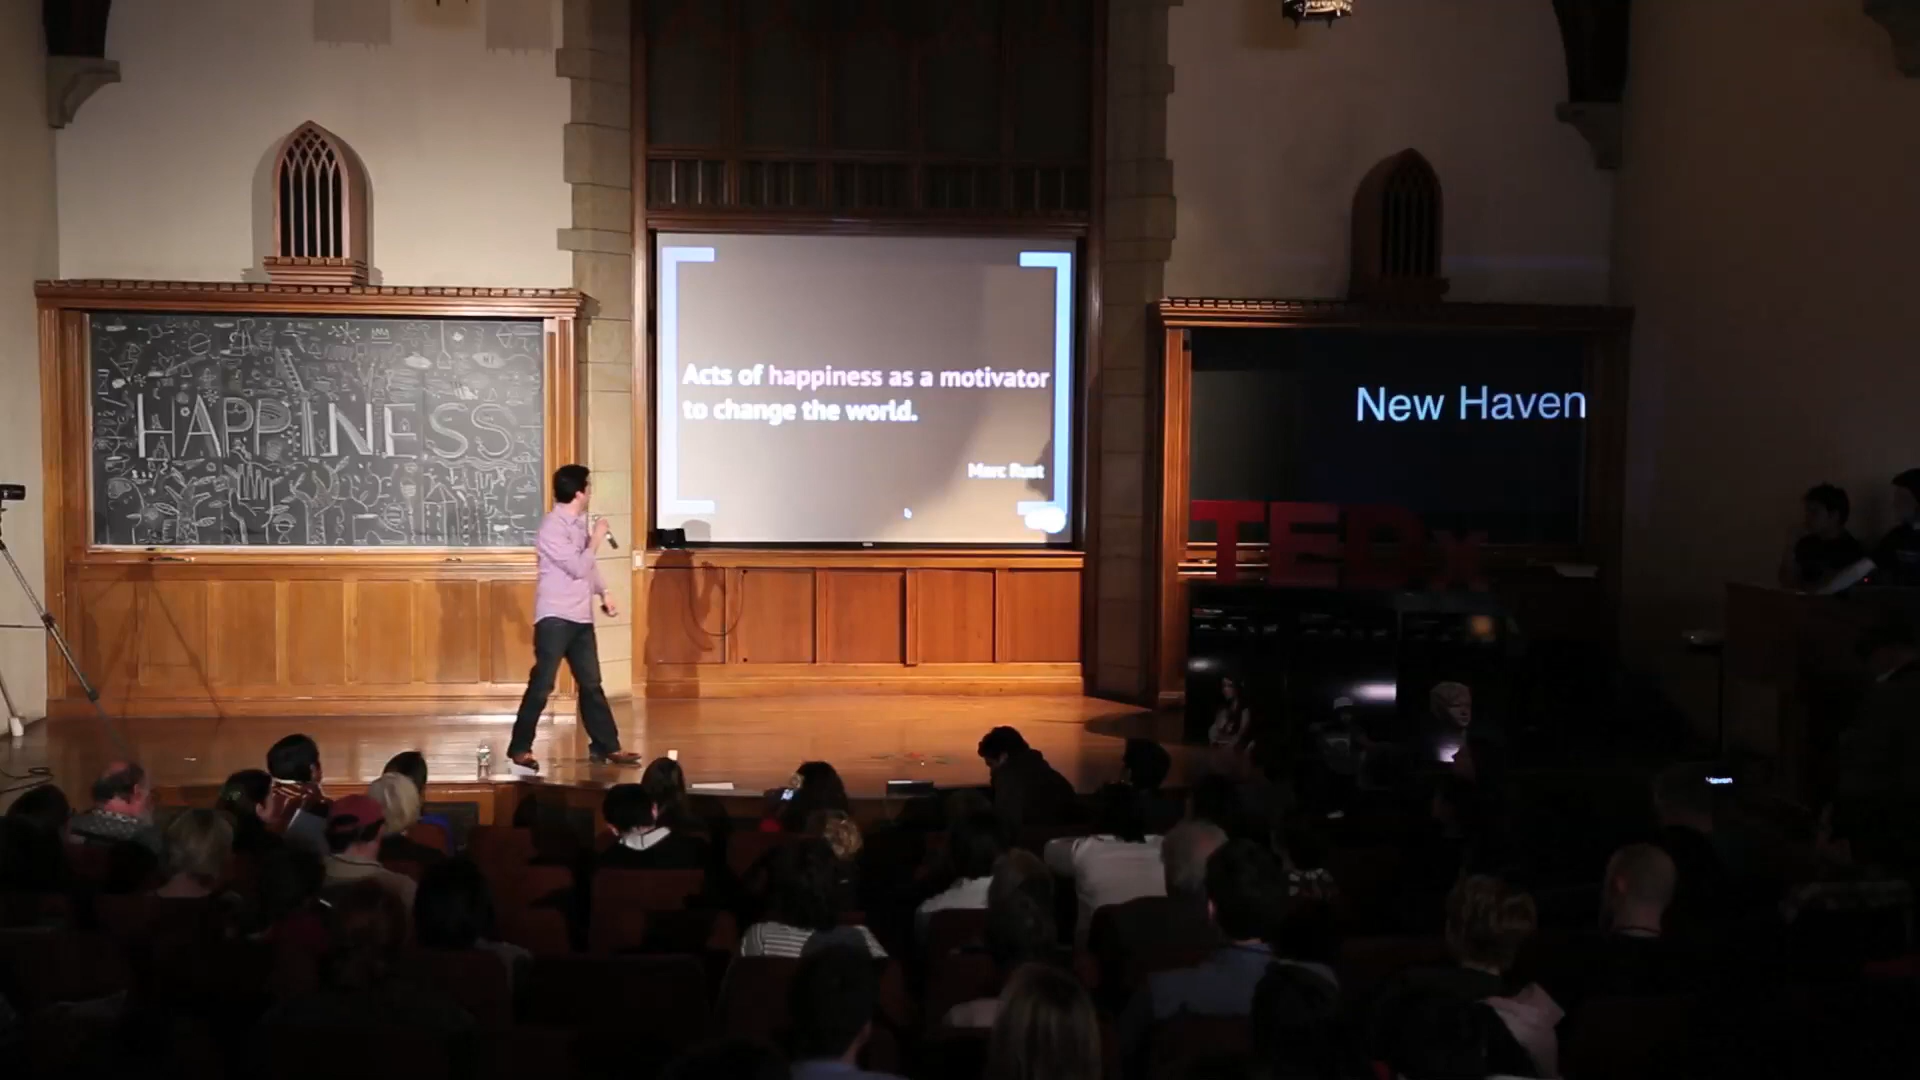 HAPPINESS
Acts of happiness as a motivator
to change the world.
Marc Rust
New Haven
TEDx